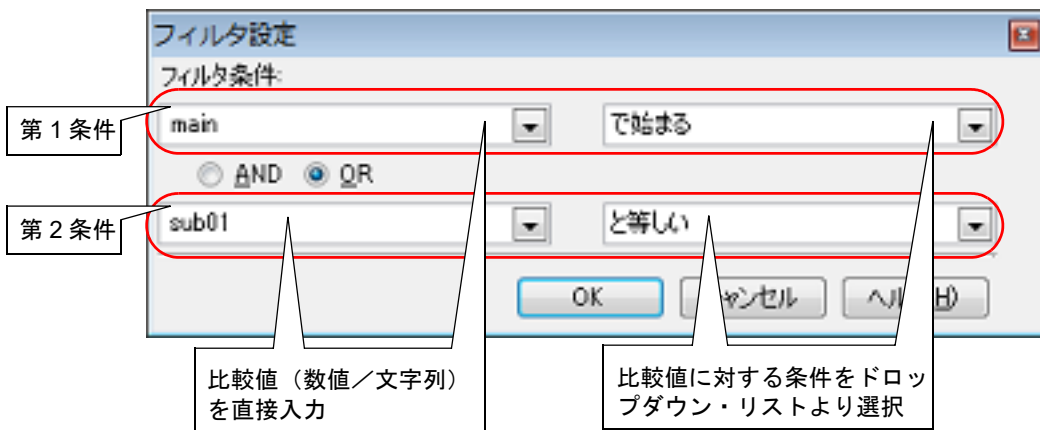 フィルタ設定
フィルタ条件:
第1条件
main
で始まる
AND
OR
第2条件
sub01
と等しい
OK
ャンセル
ヘル
H)
比較値（数値／文字列）
を直接入力
比較値に対する条件をドロッ
プダウン・リストより選択